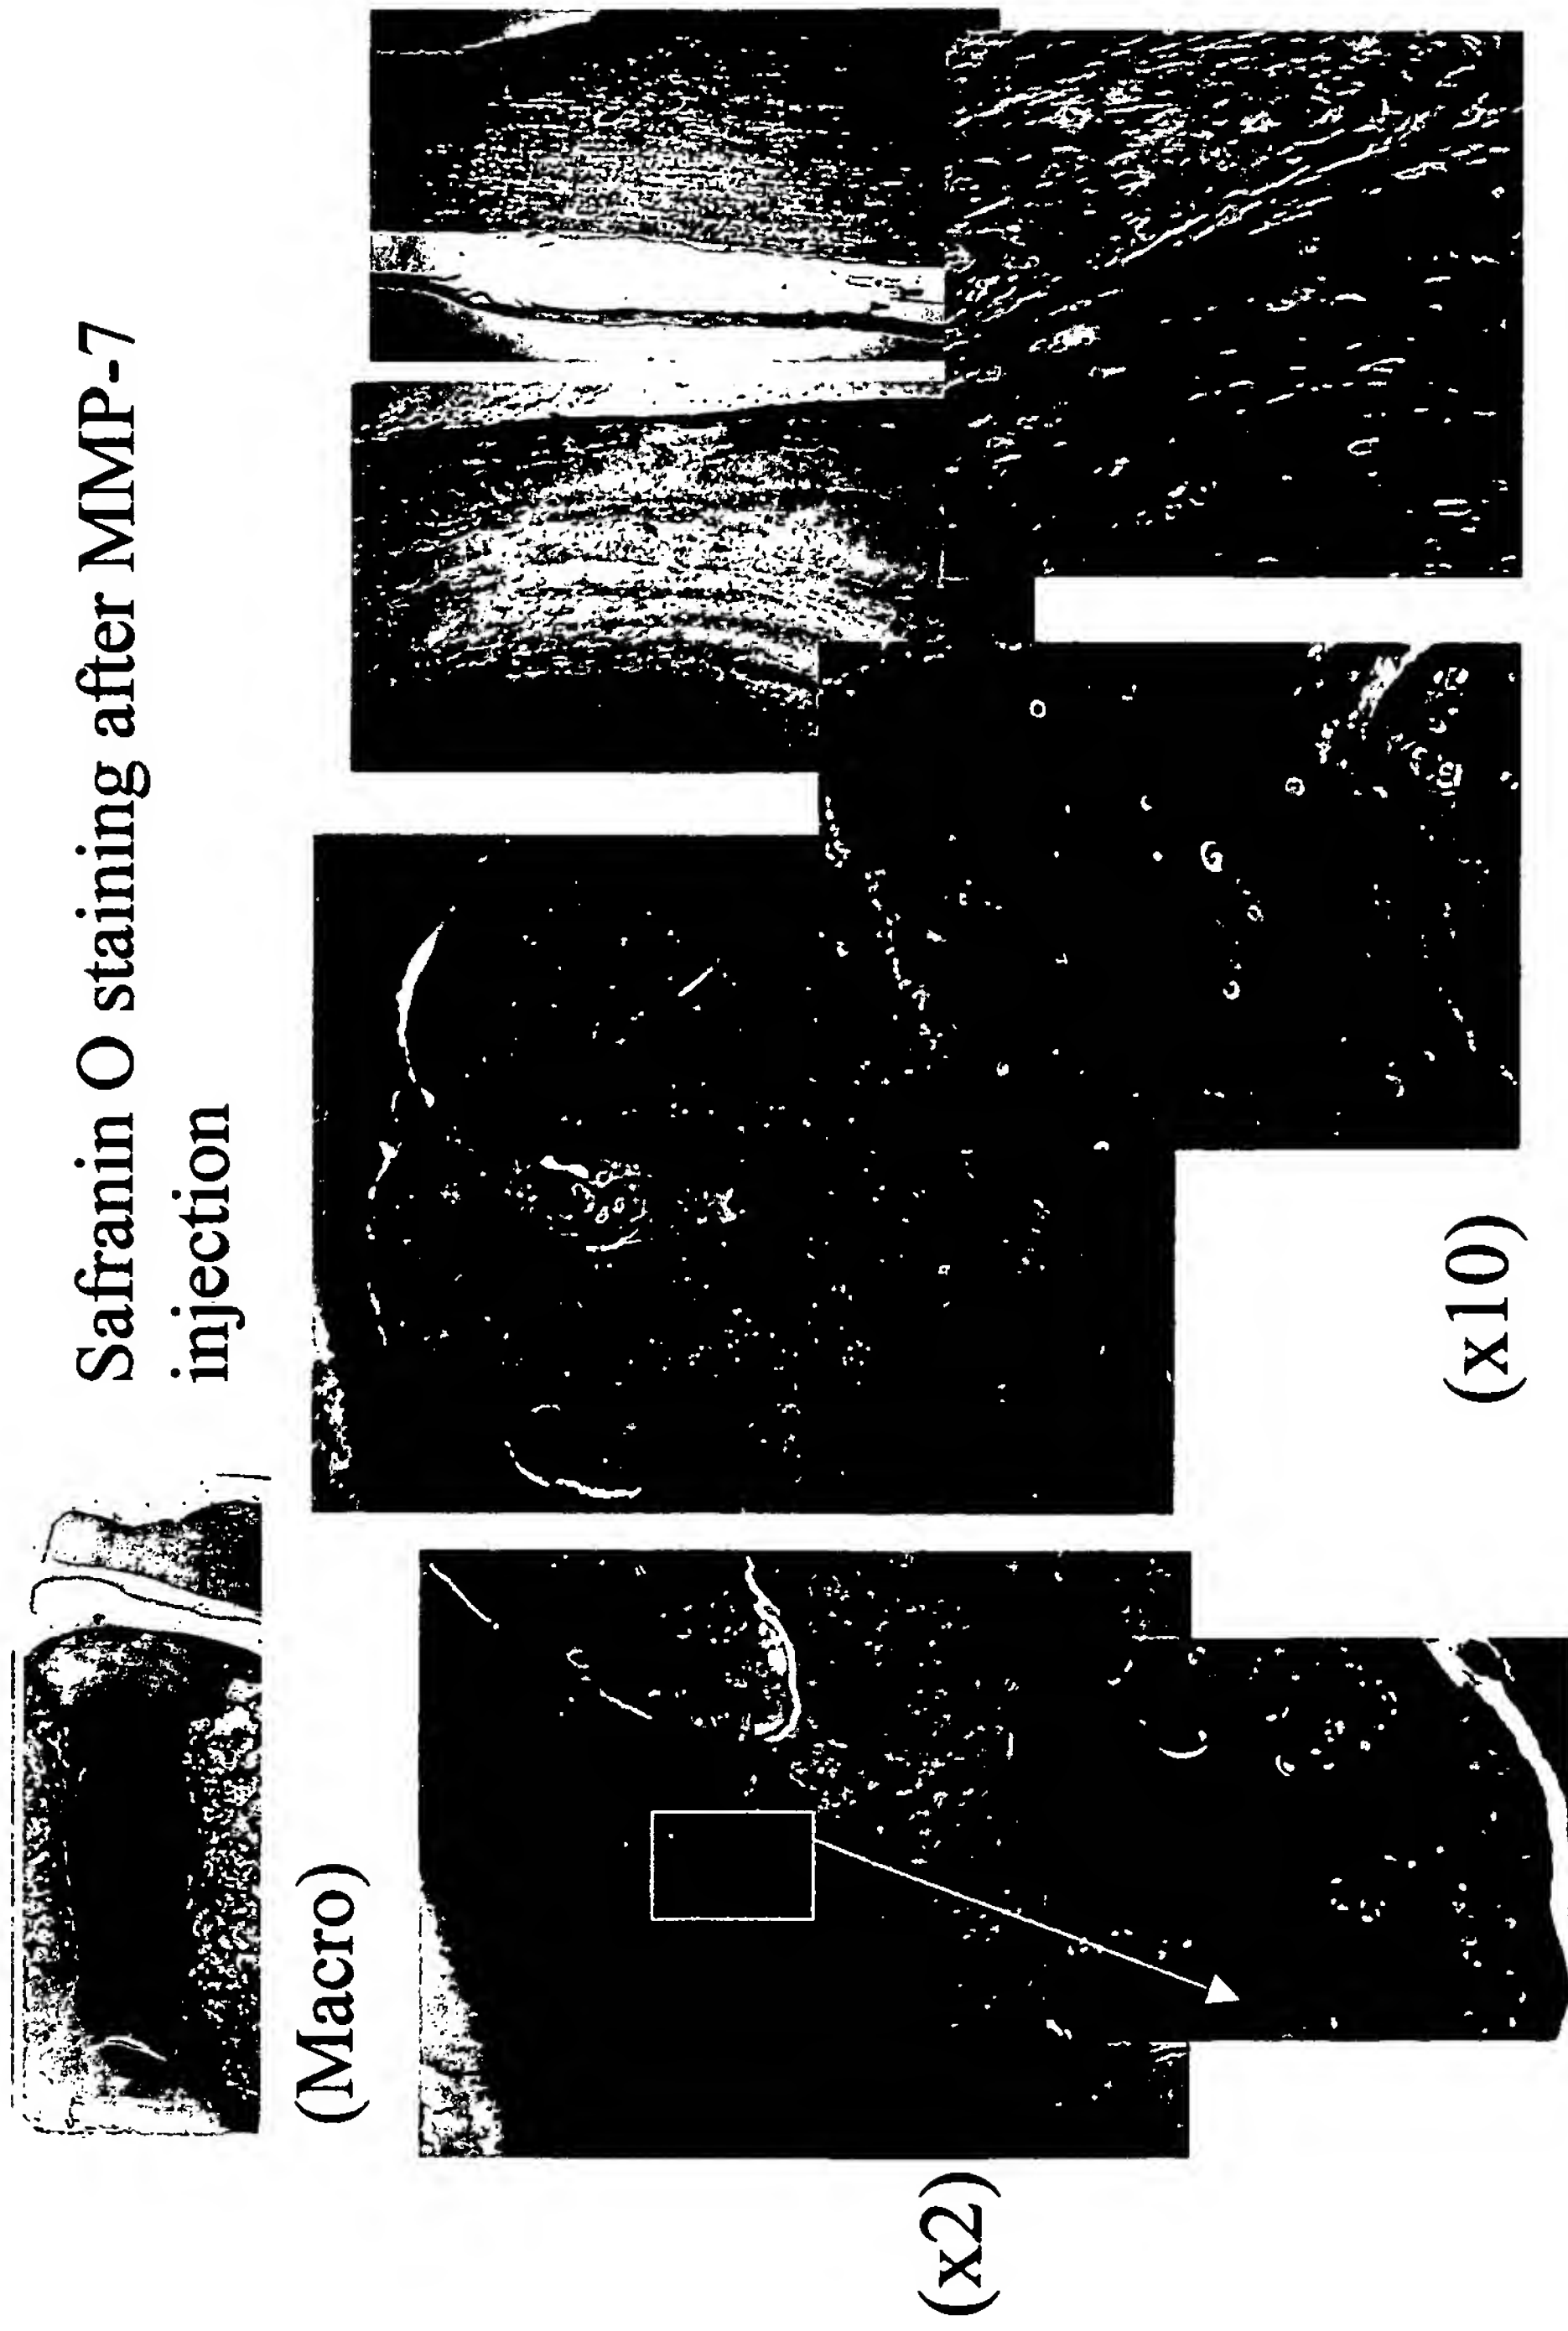 Safranin O staining after MMP-7
injection
(Macro)
(x2)
(x10)